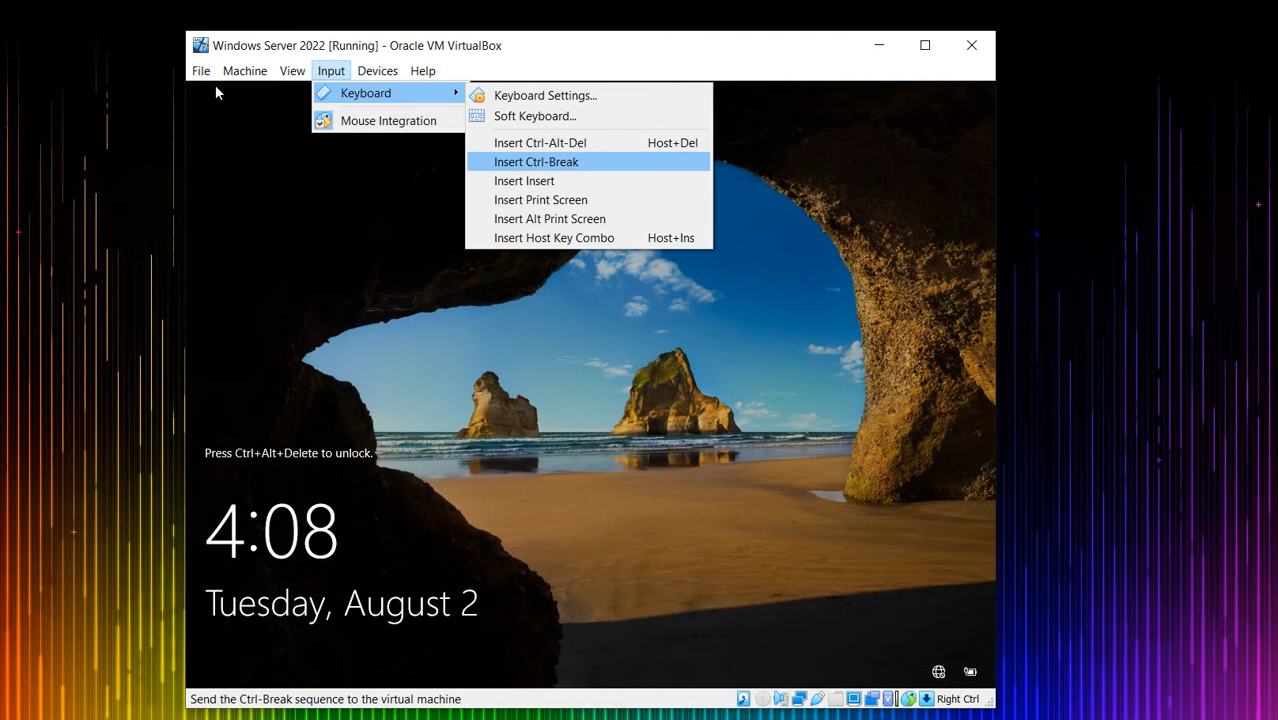 Windows Server 2022 [Running] - Oracle VM VirtualBox
File Machine View Input Devices Help
Keyboard
Mouse Integration
Keyboard Settings...
Soft Keyboard...
Insert Ctrl-Alt-Del Host+Del
Insert Ctrl-Break
Insert Insert
Insert Print Screen
Insert Alt Print Screen
Insert Host Key Combo Host+Ins
Press Ctrl+Alt+Delete to unlock.
4:08
Tuesday, August 2
Send the Ctrl-Break sequence to the virtual machine
Right Ctrl